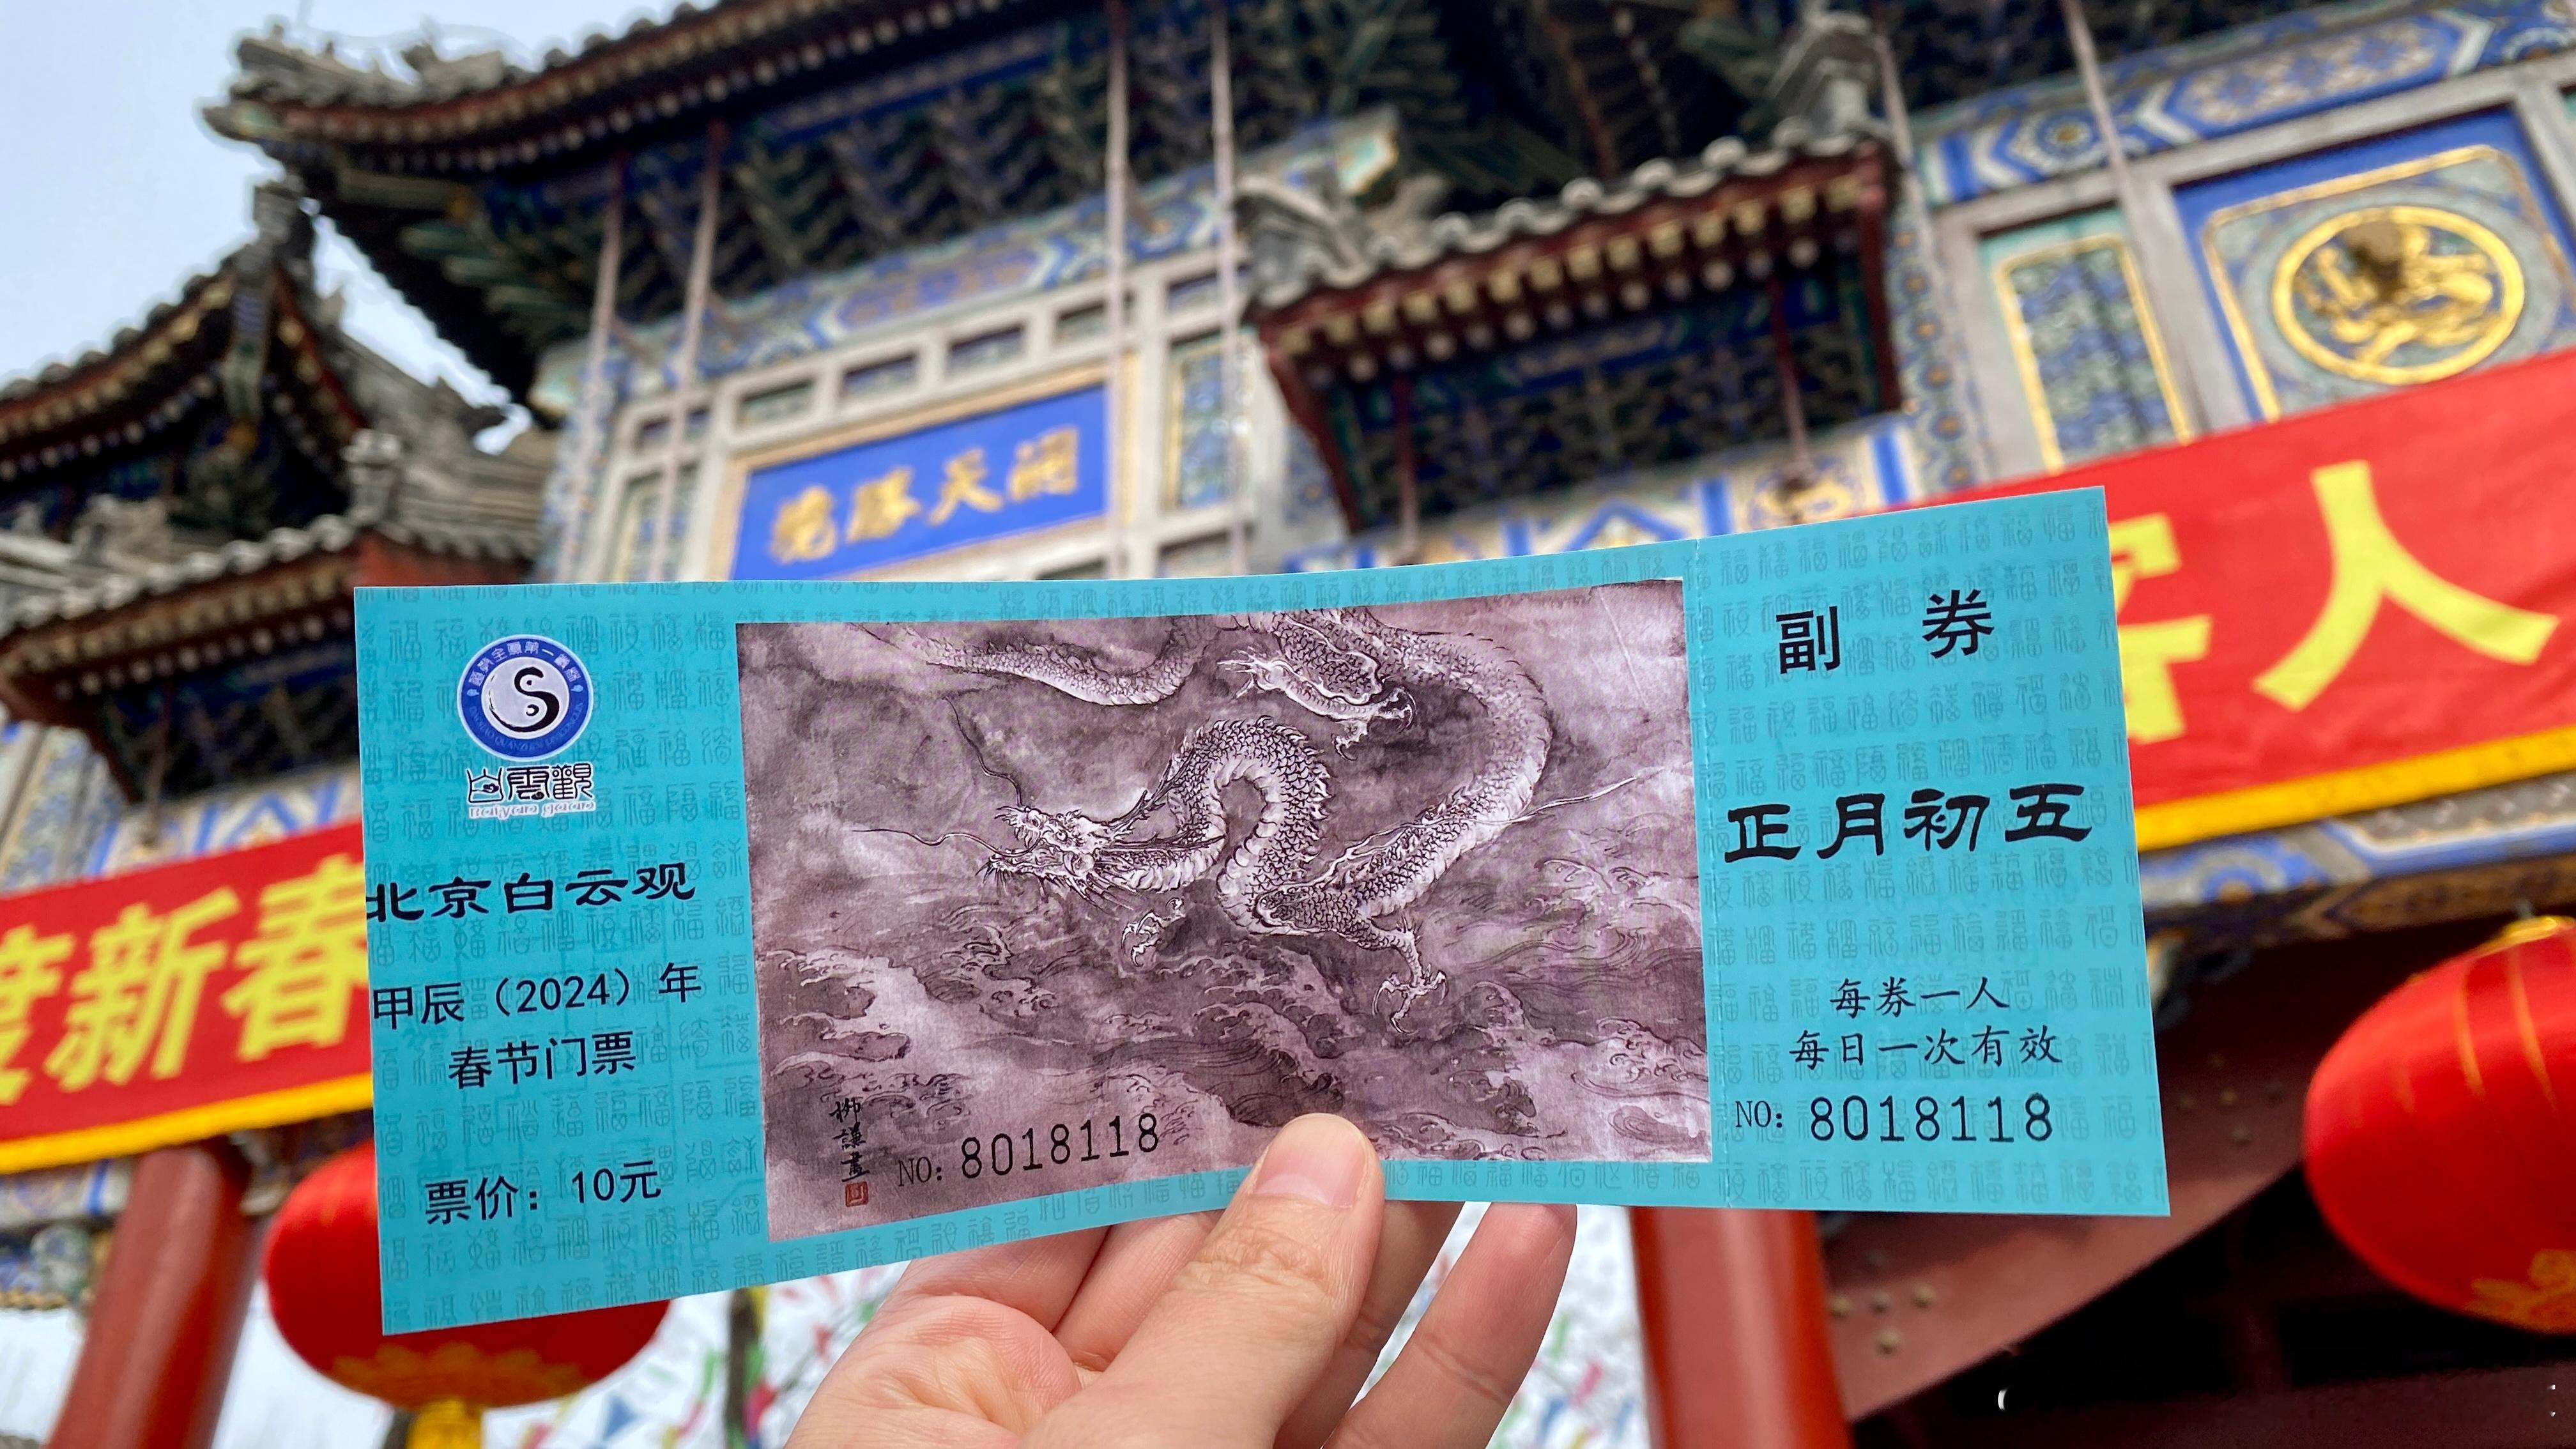 洞天勝境
度新春
客人
白雲觀
北京白云观
甲辰（2024）年
春节门票
票价：10元
NO: 8018118
副 券
正月初五
每券一人
每日一次有效
NO: 8018118